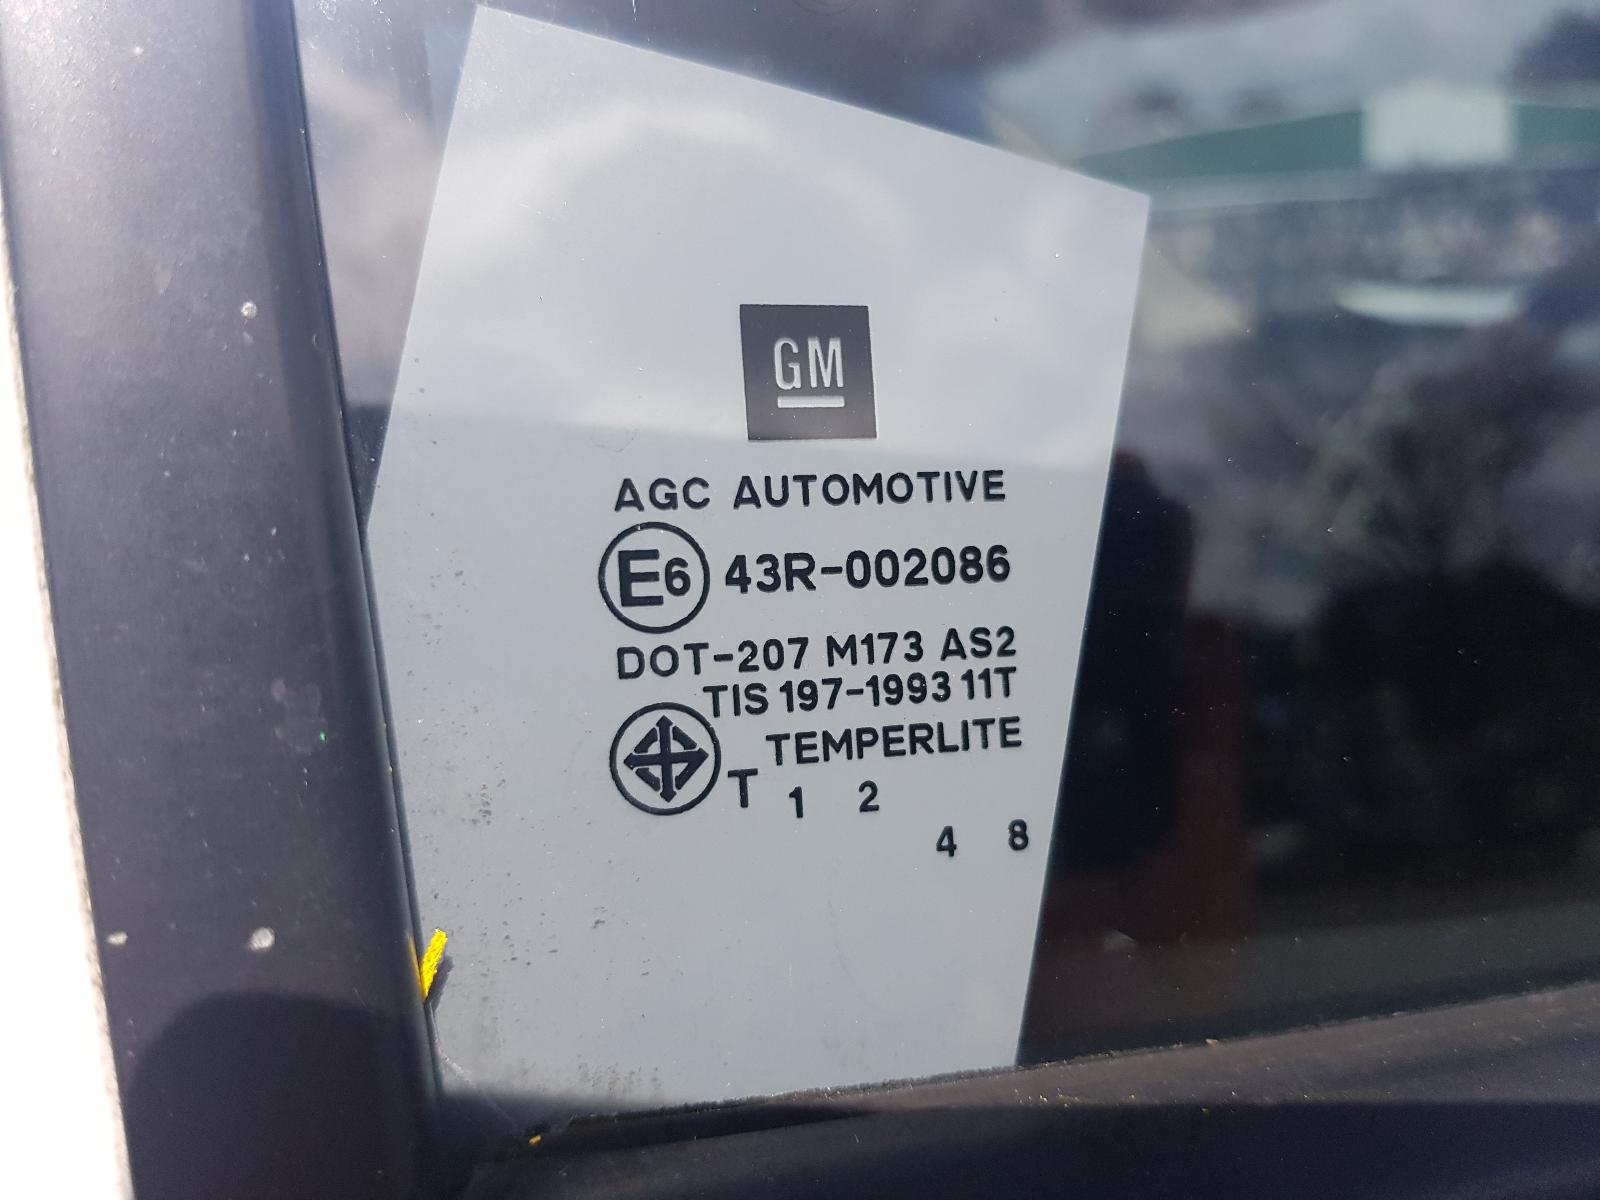 GM
AGC AUTOMOTIVE
E6 43R-002086
DOT-207 M173 AS2
TIS 197-1993 11T
TEMPERLITE
T 1 2
4 8